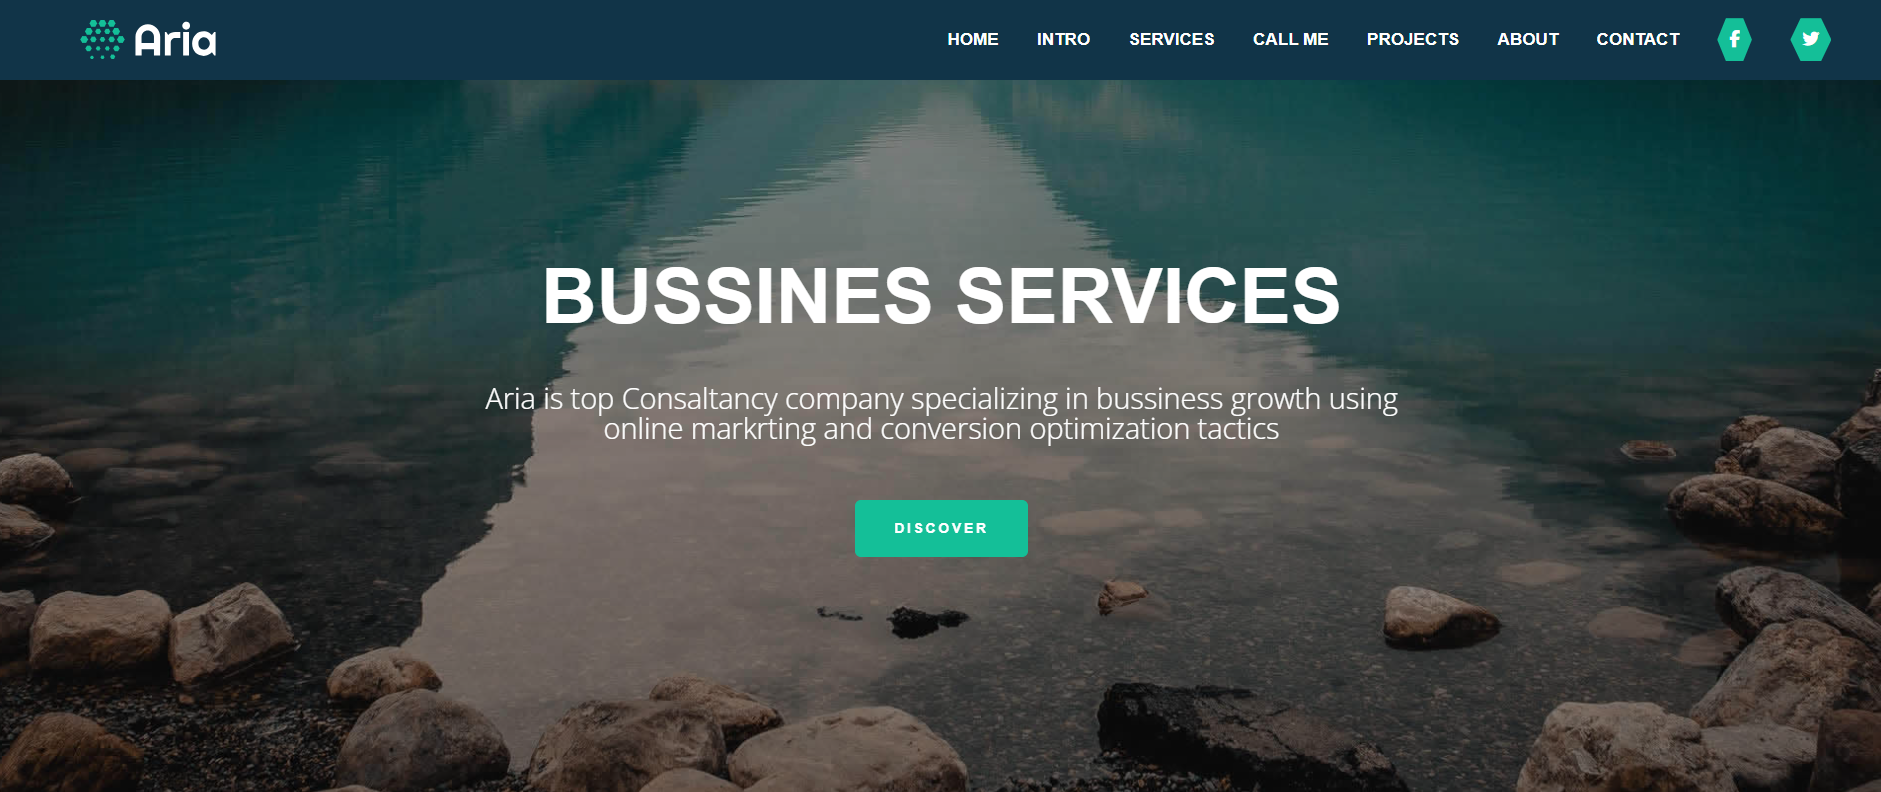 Aria
HOME INTRO SERVICES CALL ME PROJECTS ABOUT CONTACT
BUSSINES SERVICES
Aria is top Consaltancy company specializing in bussiness growth using
online markrting and conversion optimization tactics
DISCOVER